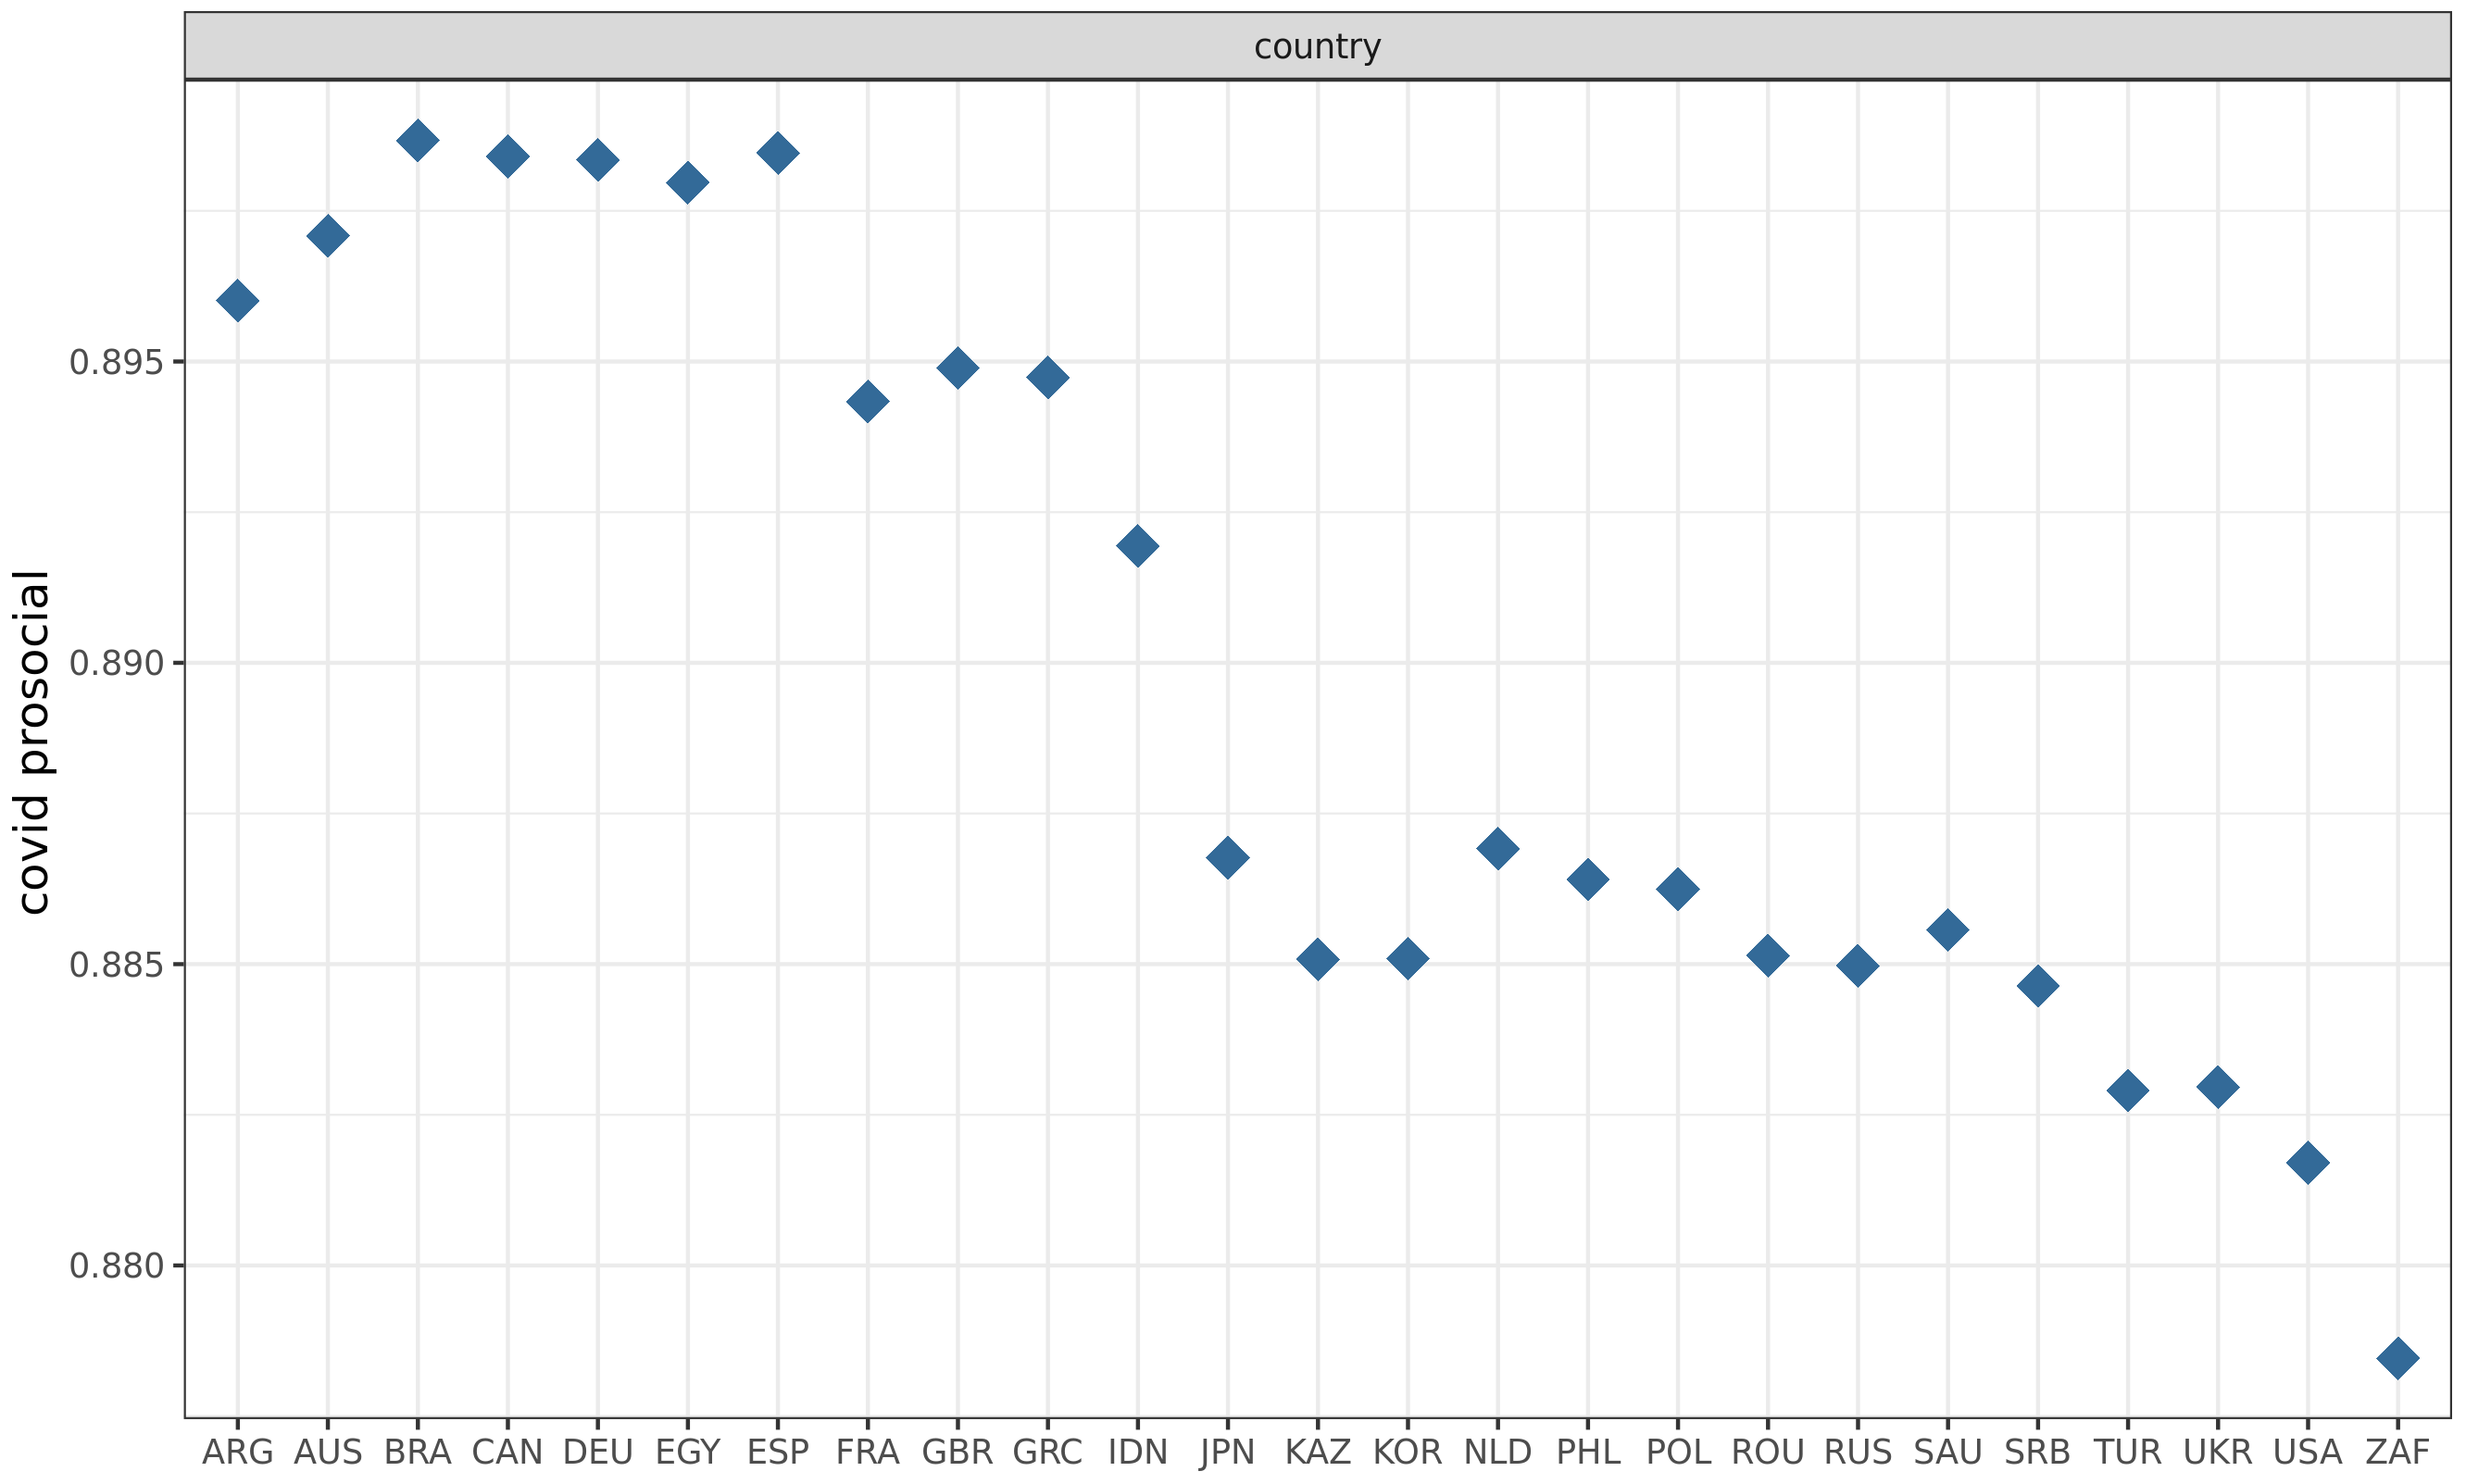 country
covid prosocial
0.895
0.890
0.885
0.880
ARG AUS BRA CAN DEU EGY ESP FRA GBR GRC IDN JPN KAZ KOR NLD PHL POL ROU RUS SAU SRB TUR UKR USA ZAF